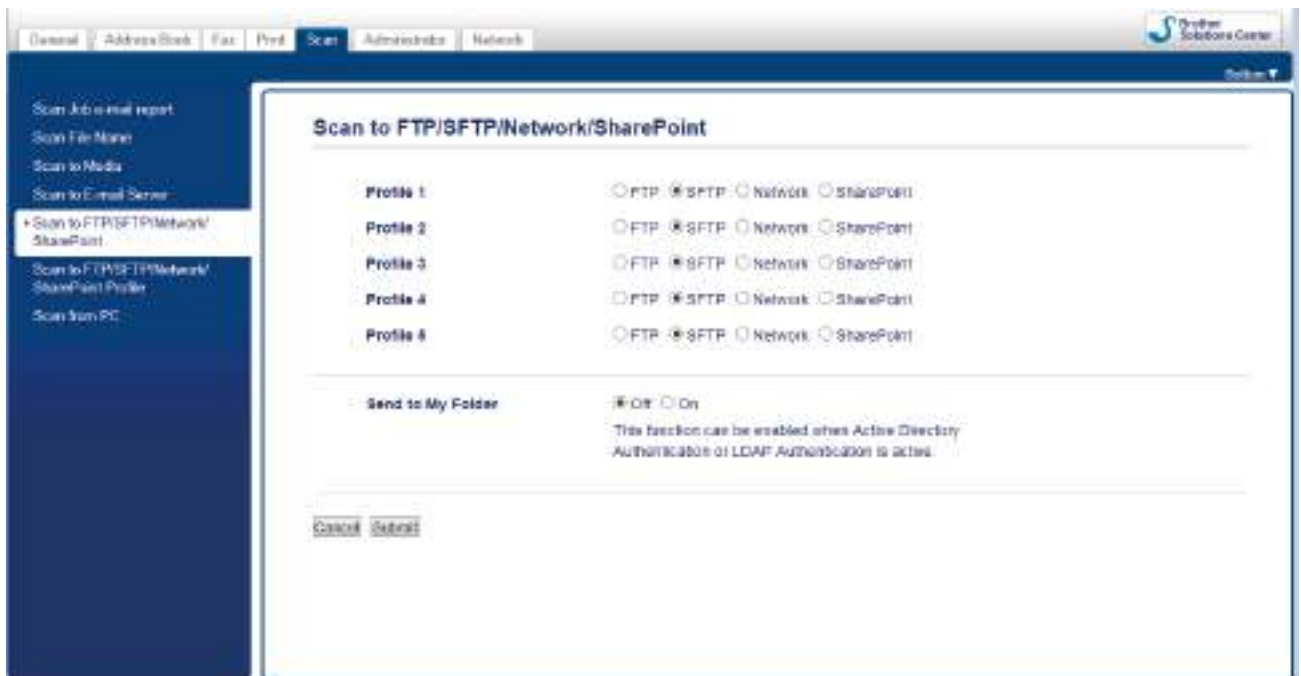 General Address Book Fax Print Scan Administrator Network
Brother
Solutions Center
Bottom▼
Scan Job e-mail report
Scan File Name
Scan to Media
Scan to E-mail Server
Scan to FTP/SFTP/Network/
SharePoint
Scan to FTP/SFTP/Network/
SharePoint Profile
Scan from PC
Scan to FTP/SFTP/Network/SharePoint
Profile 1 FTP SFTP Network SharePoint
Profile 2 FTP SFTP Network SharePoint
Profile 3 FTP SFTP Network SharePoint
Profile 4 FTP SFTP Network SharePoint
Profile 5 FTP SFTP Network SharePoint
Send to My Folder Off On
This function can be enabled when Active Directory
Authentication or LDAP Authentication is active.
Cancel Submit